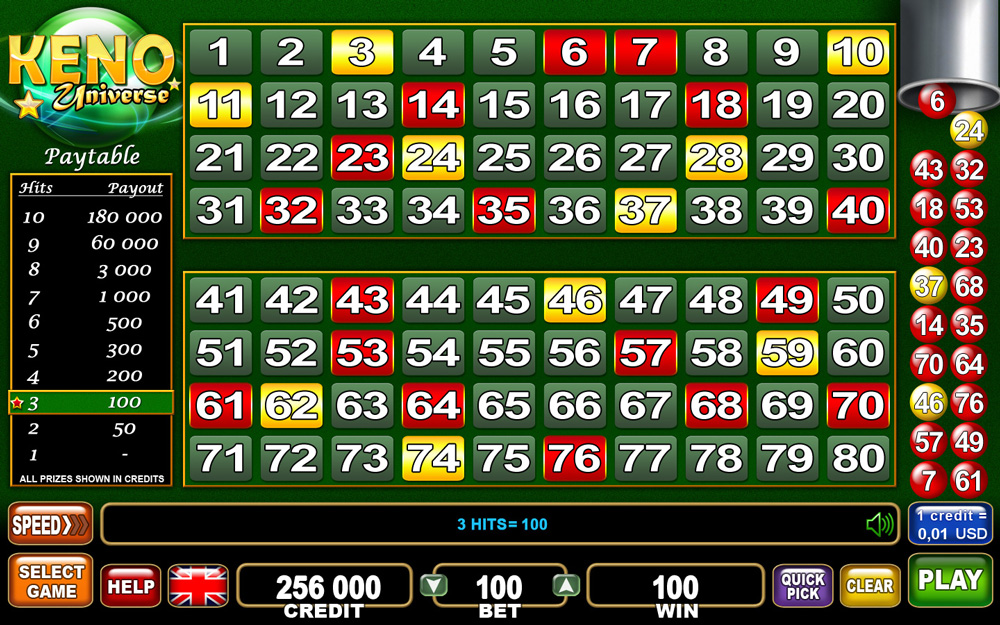 KENO
Universe
Paytable
Hits Payout
10 180 000
9 60 000
8 3 000
7 1 000
6 500
5 300
4 200
3 100
2 50
1 -
ALL PRIZES SHOWN IN CREDITS
1 2 3 4 5 6 7 8 9 10
11 12 13 14 15 16 17 18 19 20
21 22 23 24 25 26 27 28 29 30
31 32 33 34 35 36 37 38 39 40
41 42 43 44 45 46 47 48 49 50
51 52 53 54 55 56 57 58 59 60
61 62 63 64 65 66 67 68 69 70
71 72 73 74 75 76 77 78 79 80
6
24
43 32
18 53
40 23
37 68
14 35
70 64
46 76
57 49
7 61
SPEED
3 HITS= 100
1 credit =
0,01 USD
SELECT
GAME
HELP
256 000
CREDIT
100
BET
100
WIN
QUICK
PICK
CLEAR
PLAY